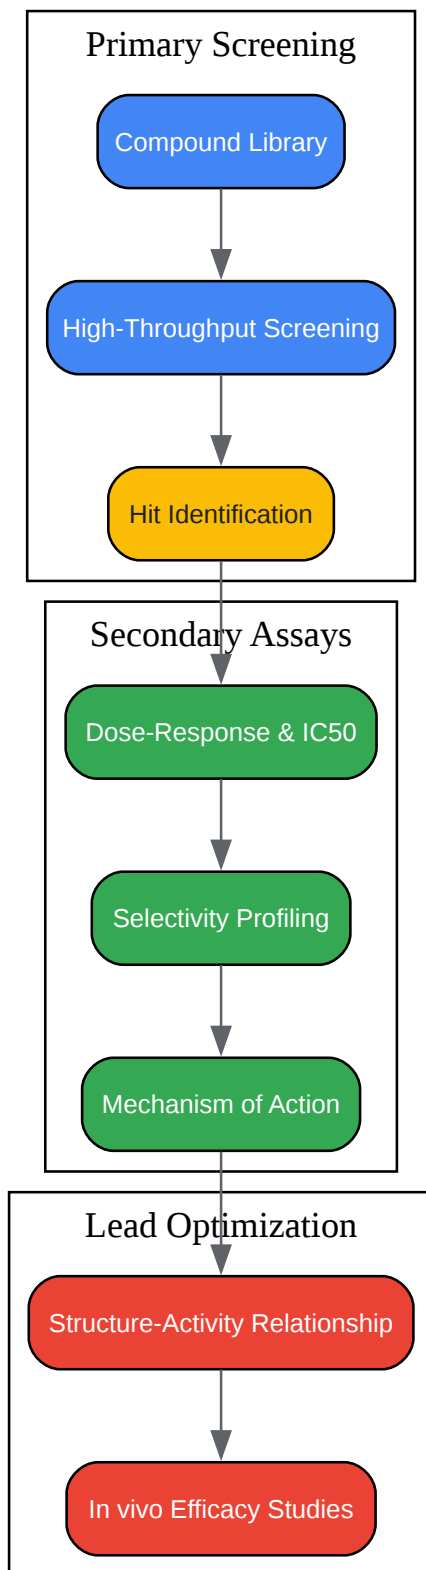 Primary Screening
Compound Library
High-Throughput Screening
Hit Identification
Secondary Assays
Dose-Response & IC50
Selectivity Profiling
Mechanism of Action
Lead Optimization
Structure-Activity Relationship
In vivo Efficacy Studies